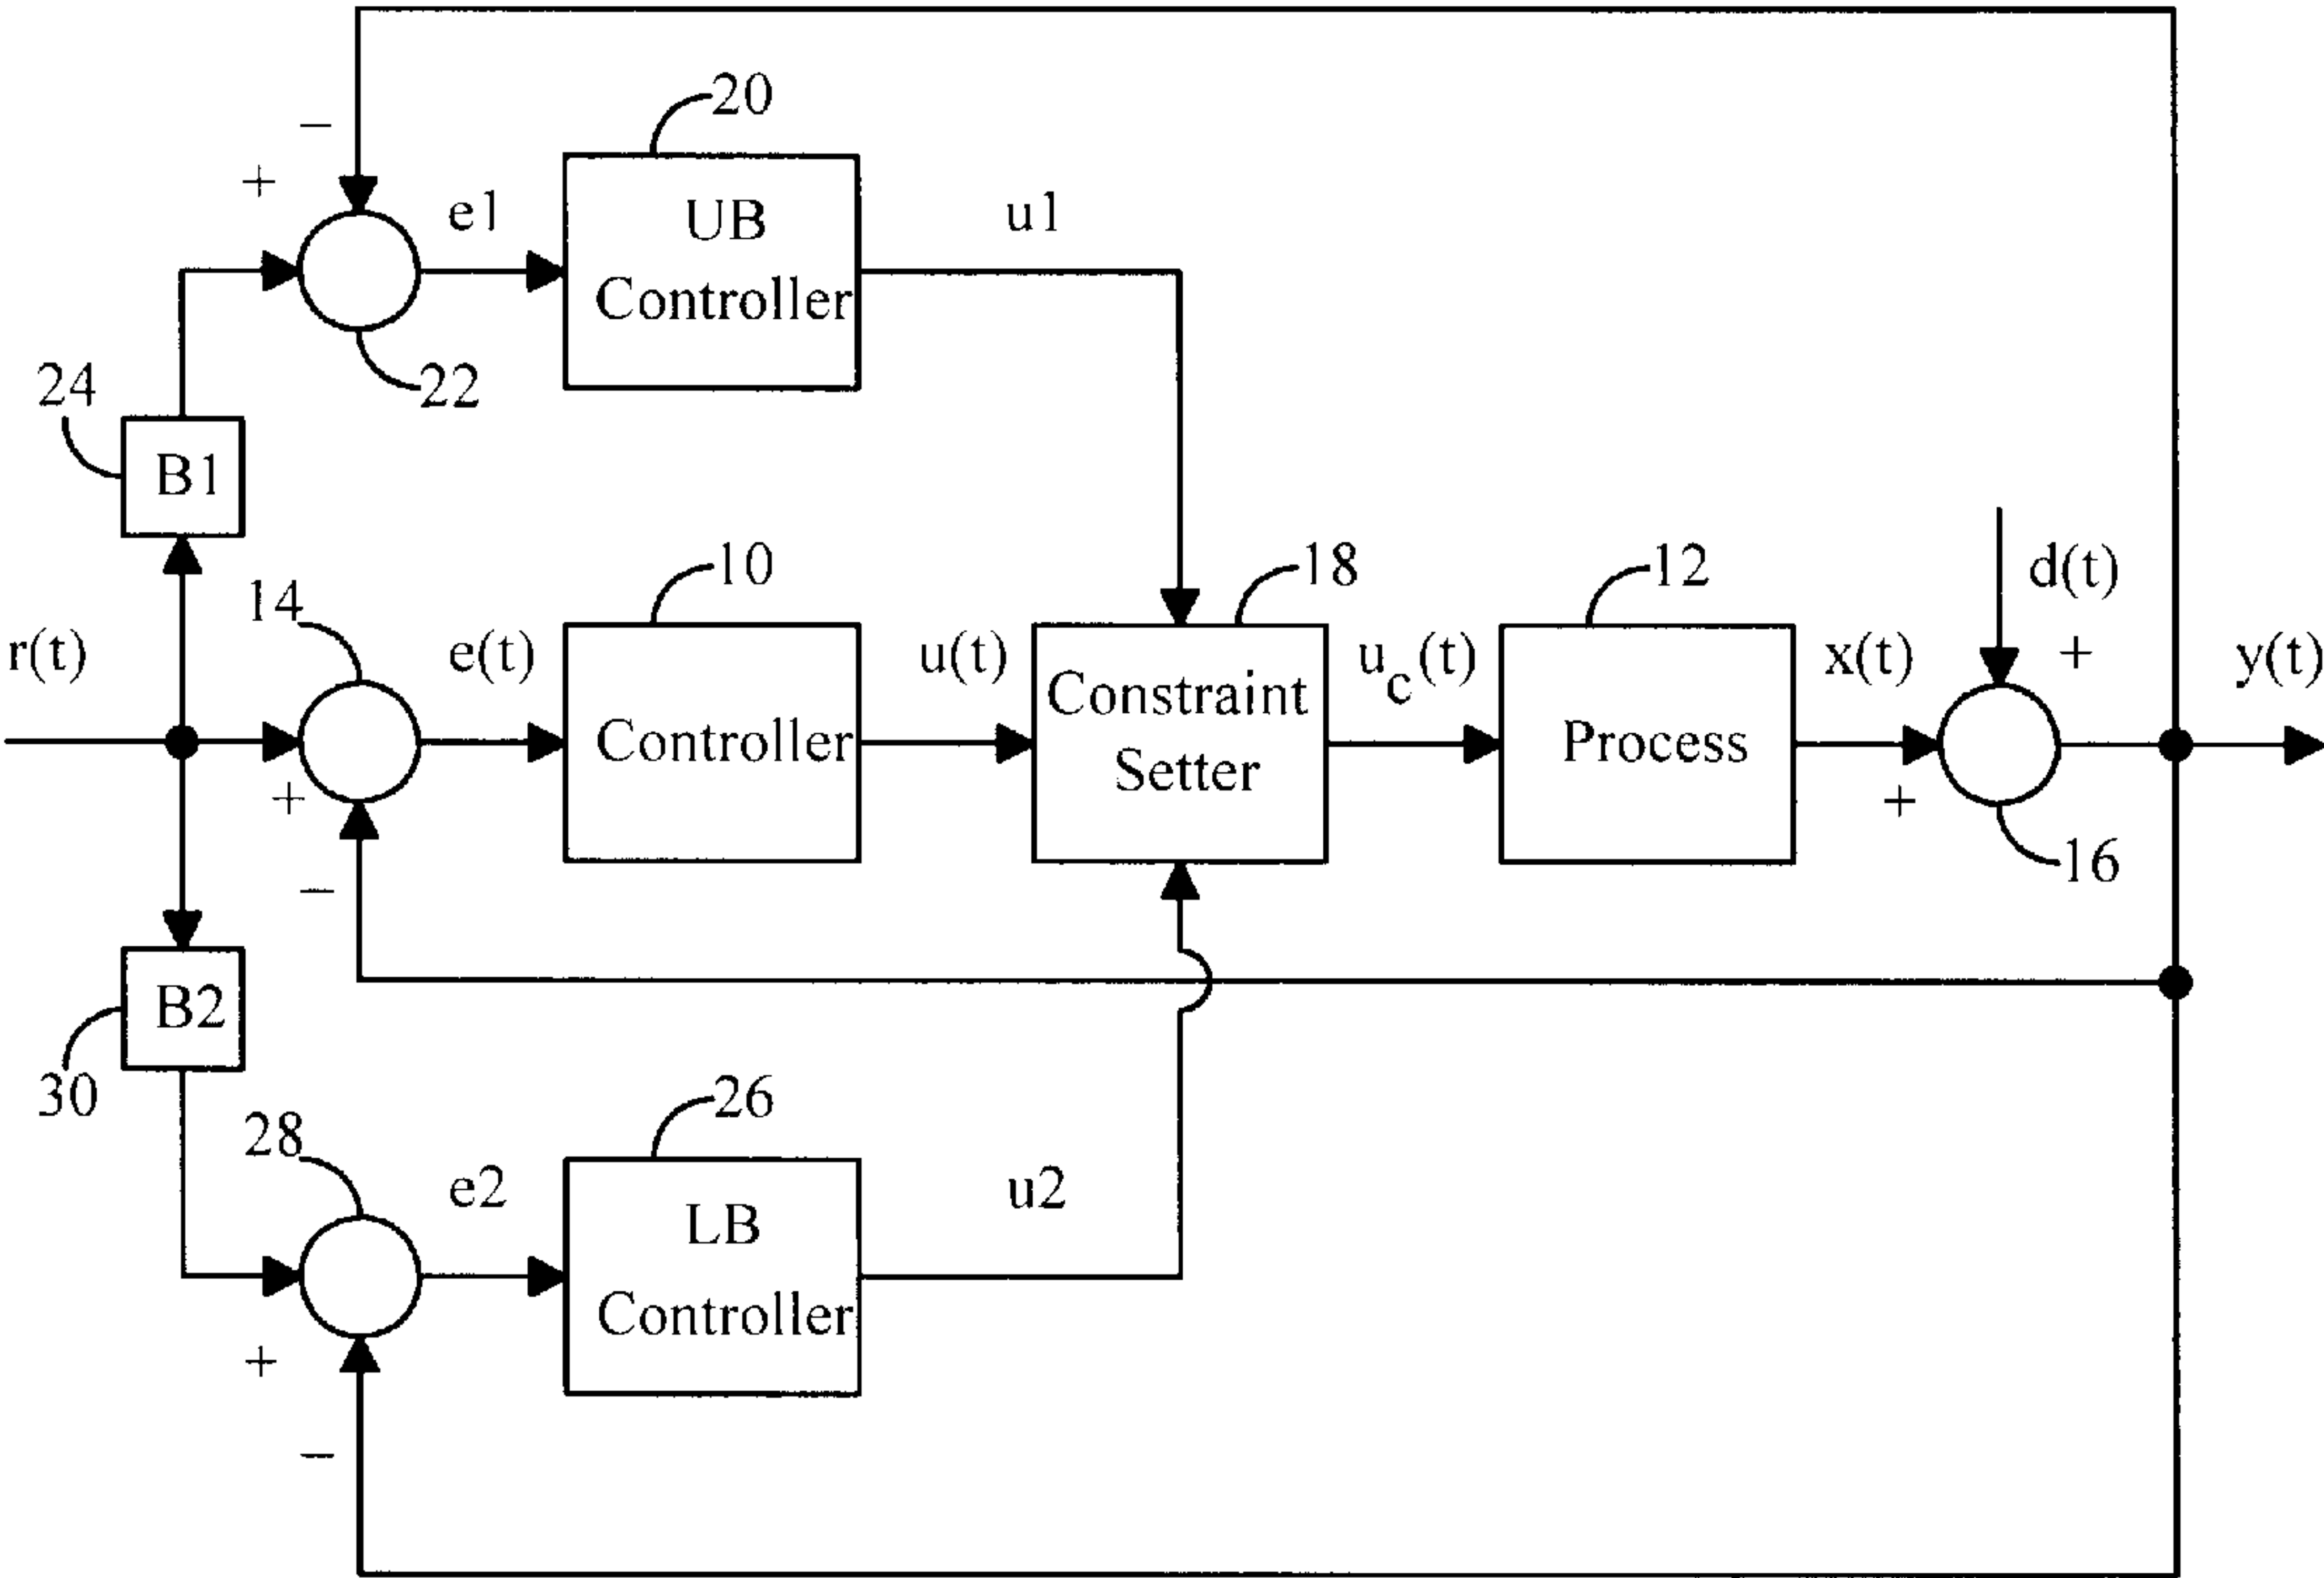 20
−
+
e1
UB
Controller
u1
22
24
B1
14
10
18
12
d(t)
r(t)
e(t)
u(t)
u_c(t)
x(t)
+
y(t)
Controller
Constraint
Setter
Process
+
+
16
−
B2
30
28
26
e2
LB
Controller
u2
+
−